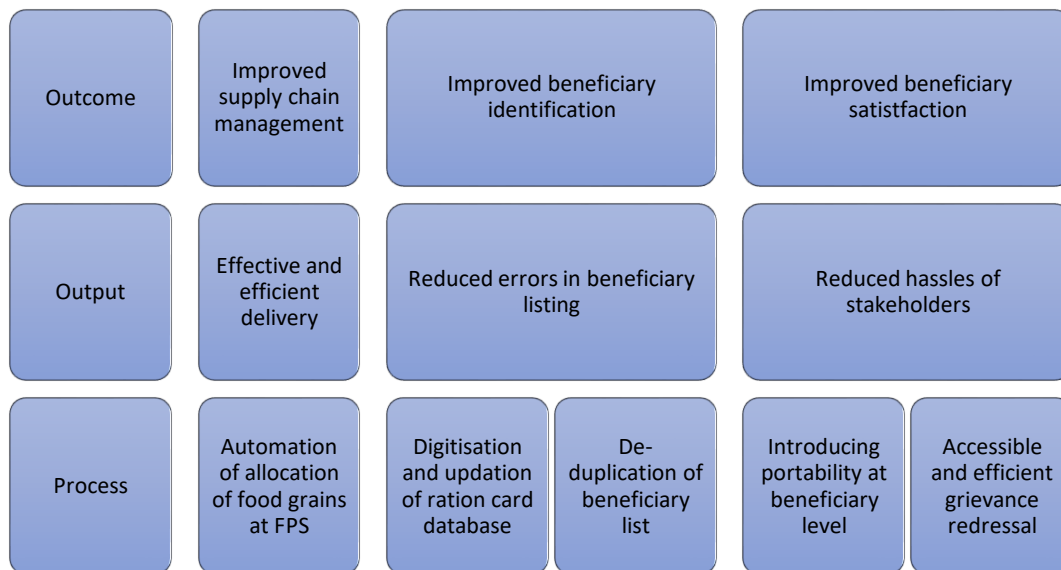 Outcome
Improved
supply chain
management
Improved beneficiary
identification
Improved beneficiary
satistfaction
Output
Effective and
efficient
delivery
Reduced errors in beneficiary
listing
Reduced hassles of
stakeholders
Process
Automation
of allocation
of food grains
at FPS
Digitisation
and updation
of ration card
database
De-
duplication of
beneficiary
list
Introducing
portability at
beneficiary
level
Accessible
and efficient
grievance
redressal